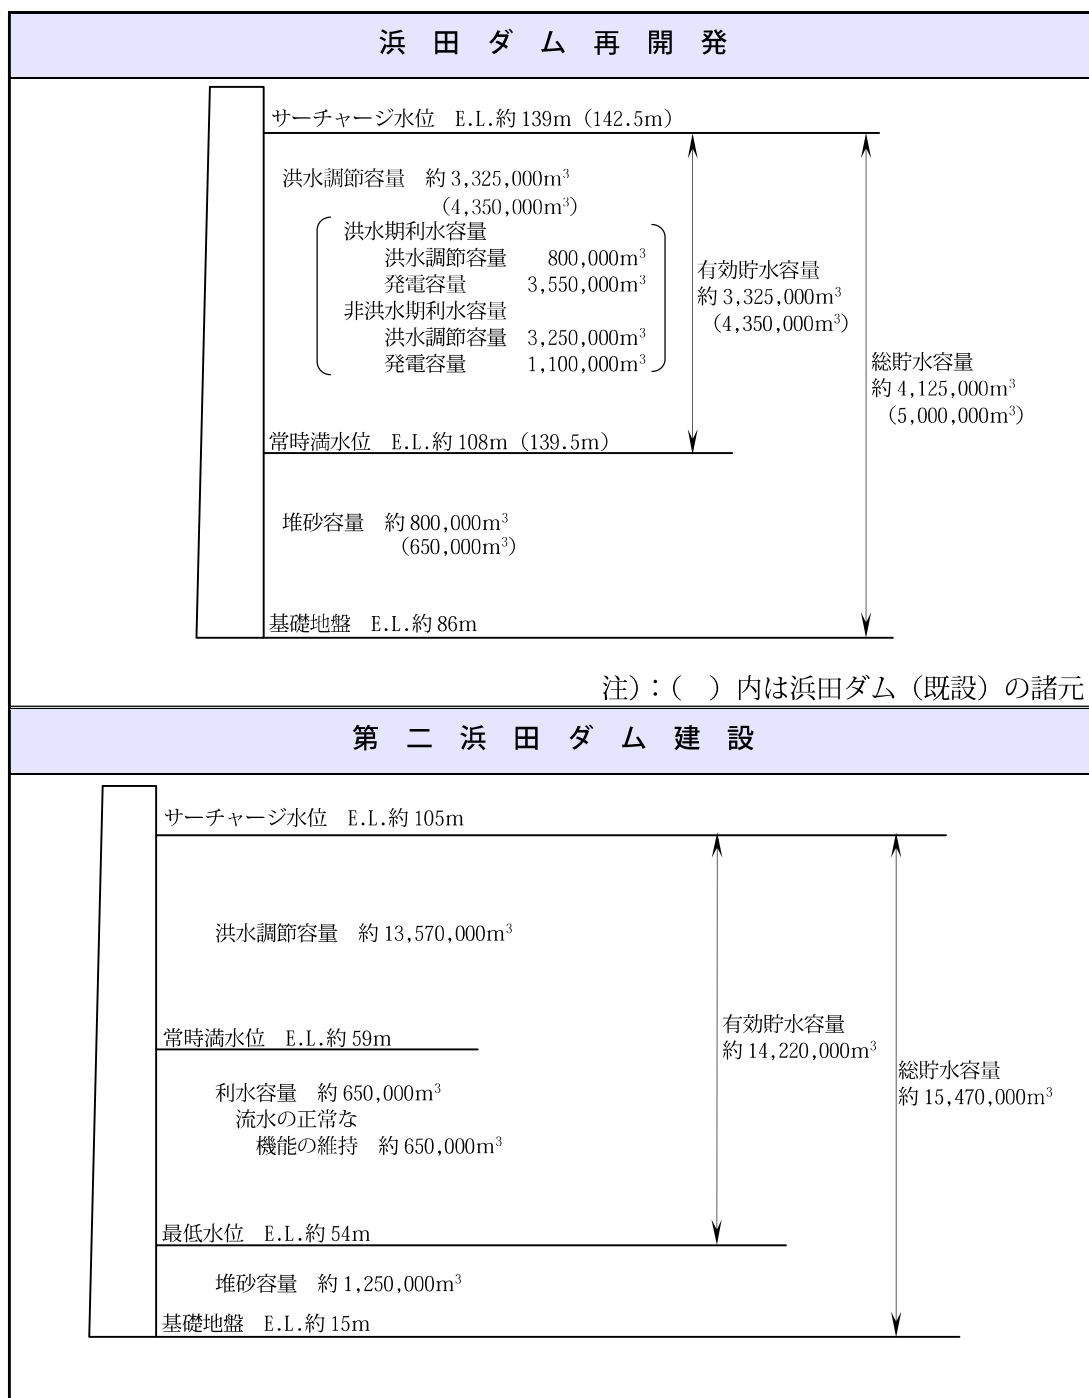 浜田ダム再開発
サーチャージ水位　E.L.約139m（142.5m）
洪水調節容量　約3,325,000m³
（4,350,000m³）
洪水期利水容量
洪水調節容量　800,000m³
発電容量　3,550,000m³
非洪水期利水容量
洪水調節容量　3,250,000m³
発電容量　1,100,000m³
有効貯水容量
約3,325,000m³
（4,350,000m³）
総貯水容量
約4,125,000m³
（5,000,000m³）
常時満水位　E.L.約108m（139.5m）
堆砂容量　約800,000m³
（650,000m³）
基礎地盤　E.L.約86m
注）：（　）内は浜田ダム（既設）の諸元
第二浜田ダム建設
サーチャージ水位　E.L.約105m
洪水調節容量　約13,570,000m³
有効貯水容量
約14,220,000m³
総貯水容量
約15,470,000m³
常時満水位　E.L.約59m
利水容量　約650,000m³
流水の正常な
機能の維持　約650,000m³
最低水位　E.L.約54m
堆砂容量　約1,250,000m³
基礎地盤　E.L.約15m